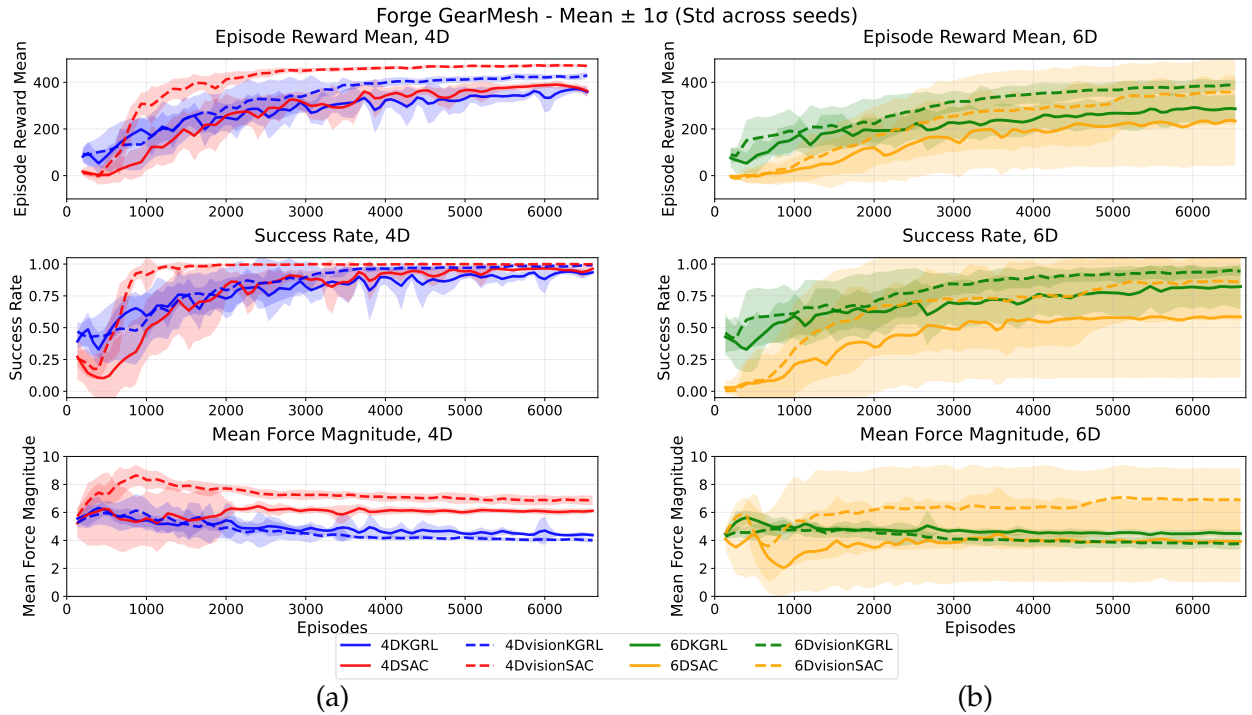 Forge GearMesh - Mean ± 1σ (Std across seeds)
Episode Reward Mean, 4D
Episode Reward Mean
400
200
0
0 1000 2000 3000 4000 5000 6000
Episode Reward Mean, 6D
Episode Reward Mean
400
200
0
0 1000 2000 3000 4000 5000 6000
Success Rate, 4D
Success Rate
1.00
0.75
0.50
0.25
0.00
0 1000 2000 3000 4000 5000 6000
Success Rate, 6D
Success Rate
1.00
0.75
0.50
0.25
0.00
0 1000 2000 3000 4000 5000 6000
Mean Force Magnitude, 4D
Mean Force Magnitude
10
8
6
4
2
0
0 1000 2000 3000 4000 5000 6000
Episodes
Mean Force Magnitude, 6D
Mean Force Magnitude
10
8
6
4
2
0
0 1000 2000 3000 4000 5000 6000
Episodes
4DKGRL 4DvisionKGRL 6DKGRL 6DvisionKGRL
4DSAC 4DvisionSAC 6DSAC 6DvisionSAC
(a) (b)